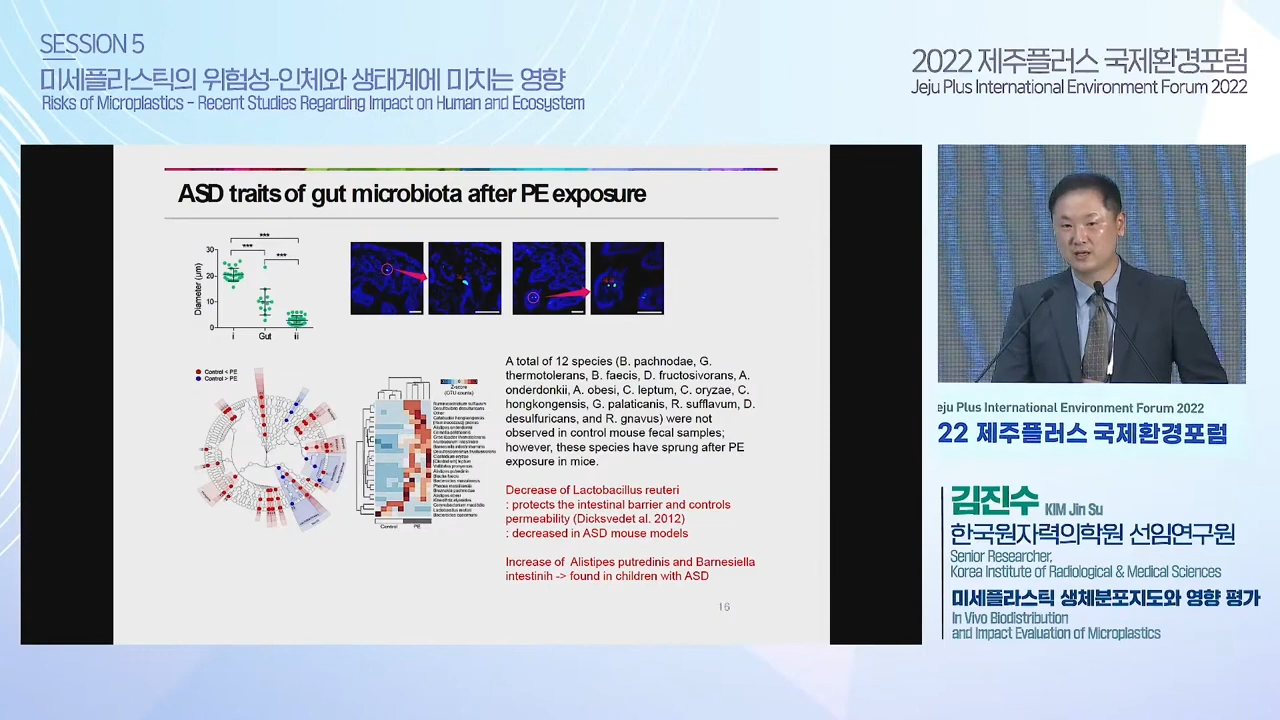 SESSION 5
미세플라스틱의 위험성-인체와 생태계에 미치는 영향
Risks of Microplastics - Recent Studies Regarding Impact on Human and Ecosystem
2022 제주플러스 국제환경포럼
Jeju Plus International Environment Forum 2022
ASD traits of gut microbiota after PE exposure
***
***
***
Diameter (μm)
30
20
10
0
i
Gut
ii
Control < PE
Control > PE
Z-score
(OTU counts)
Control
PE
A total of 12 species (B. pachnodae, G.
thermotolerans, B. faecis, D. fructosivorans, A.
onderdonkii, A. obesi, C. leptum, C. oryzae, C.
hongkongensis, G. palaticanis, R. sufflavum, D.
desulfuricans, and R. gnavus) were not
observed in control mouse fecal samples;
however, these species have sprung after PE
exposure in mice.
Decrease of Lactobacillus reuteri
: protects the intestinal barrier and controls
permeability (Dicksvedet al. 2012)
: decreased in ASD mouse models
Increase of Alistipes putredinis and Barnesiella
intestinih -> found in children with ASD
16
eju Plus International Environment Forum 2022
22 제주플러스 국제환경포럼
김진수 KIM Jin Su
한국원자력의학원 선임연구원
Senior Researcher,
Korea Institute of Radiological & Medical Sciences
미세플라스틱 생체분포지도와 영향 평가
In Vivo Biodistribution
and Impact Evaluation of Microplastics